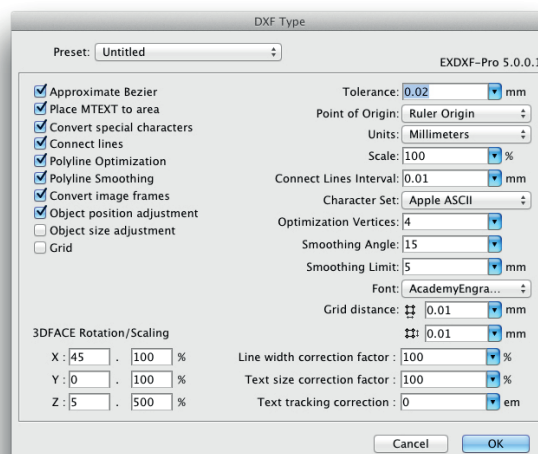 DXF Type
Preset: Untitled
EXDXF-Pro 5.0.0.1
Approximate Bezier
Place MTEXT to area
Convert special characters
Connect lines
Polyline Optimization
Polyline Smoothing
Convert image frames
Object position adjustment
Object size adjustment
Grid
Tolerance: 0.02 mm
Point of Origin: Ruler Origin
Units: Millimeters
Scale: 100 %
Connect Lines Interval: 0.01 mm
Character Set: Apple ASCII
Optimization Vertices: 4
Smoothing Angle: 15
Smoothing Limit: 5 mm
Font: AcademyEngra...
Grid distance: 0.01 mm
0.01 mm
3DFACE Rotation/Scaling
X : 45 . 100 %
Y : 0 . 100 %
Z : 5 . 500 %
Line width correction factor : 100 %
Text size correction factor : 100 %
Text tracking correction : 0 em
Cancel
OK